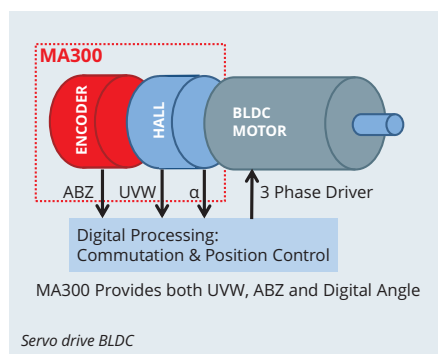 MA300
ENCODER
HALL
BLDC
MOTOR
ABZ
UVW
α
3 Phase Driver
Digital Processing:
Commutation & Position Control
MA300 Provides both UVW, ABZ and Digital Angle
Servo drive BLDC